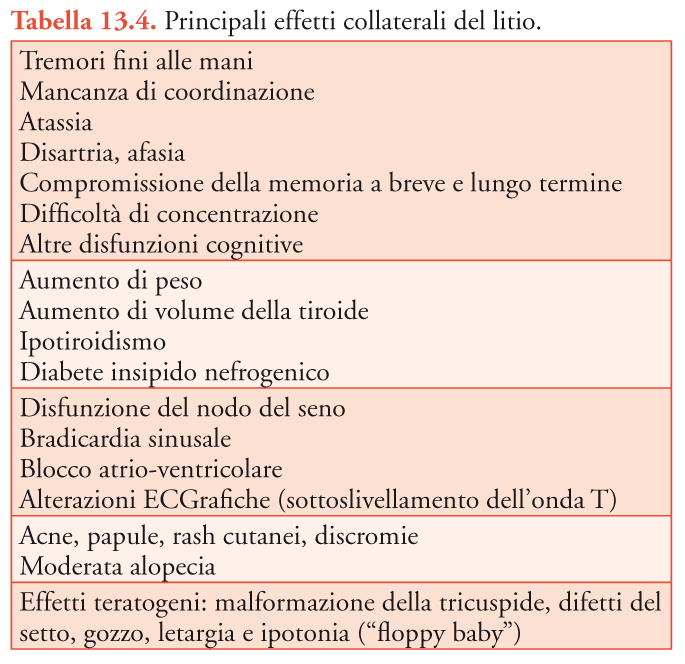 Tabella 13.4. Principali effetti collaterali del litio.
Tremori fini alle mani
Mancanza di coordinazione
Atassia
Disartria, afasia
Compromissione della memoria a breve e lungo termine
Difficoltà di concentrazione
Altre disfunzioni cognitive
Aumento di peso
Aumento di volume della tiroide
Ipotiroidismo
Diabete insipido nefrogenico
Disfunzione del nodo del seno
Bradicardia sinusale
Blocco atrio-ventricolare
Alterazioni ECGrafiche (sottoslivellamento dell’onda T)
Acne, papule, rash cutanei, discromie
Moderata alopecia
Effetti teratogeni: malformazione della tricuspide, difetti del
setto, gozzo, letargia e ipotonia (“floppy baby”)